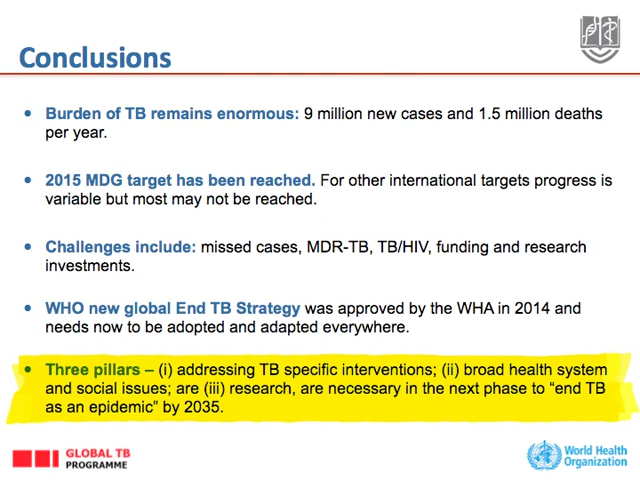 Conclusions
• Burden of TB remains enormous: 9 million new cases and 1.5 million deaths
per year.
• 2015 MDG target has been reached. For other international targets progress is
variable but most may not be reached.
• Challenges include: missed cases, MDR-TB, TB/HIV, funding and research
investments.
• WHO new global End TB Strategy was approved by the WHA in 2014 and
needs now to be adopted and adapted everywhere.
• Three pillars – (i) addressing TB specific interventions; (ii) broad health system
and social issues; are (iii) research, are necessary in the next phase to “end TB
as an epidemic” by 2035.
GLOBAL TB
PROGRAMME
World Health
Organization